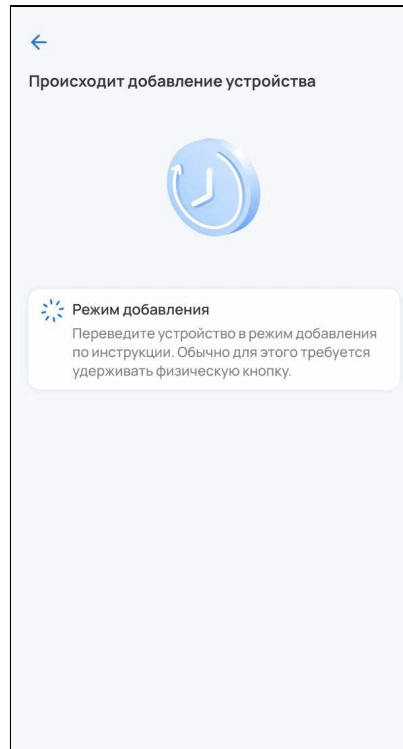 Происходит добавление устройства
Режим добавления
Переведите устройство в режим добавления
по инструкции. Обычно для этого требуется
удерживать физическую кнопку.